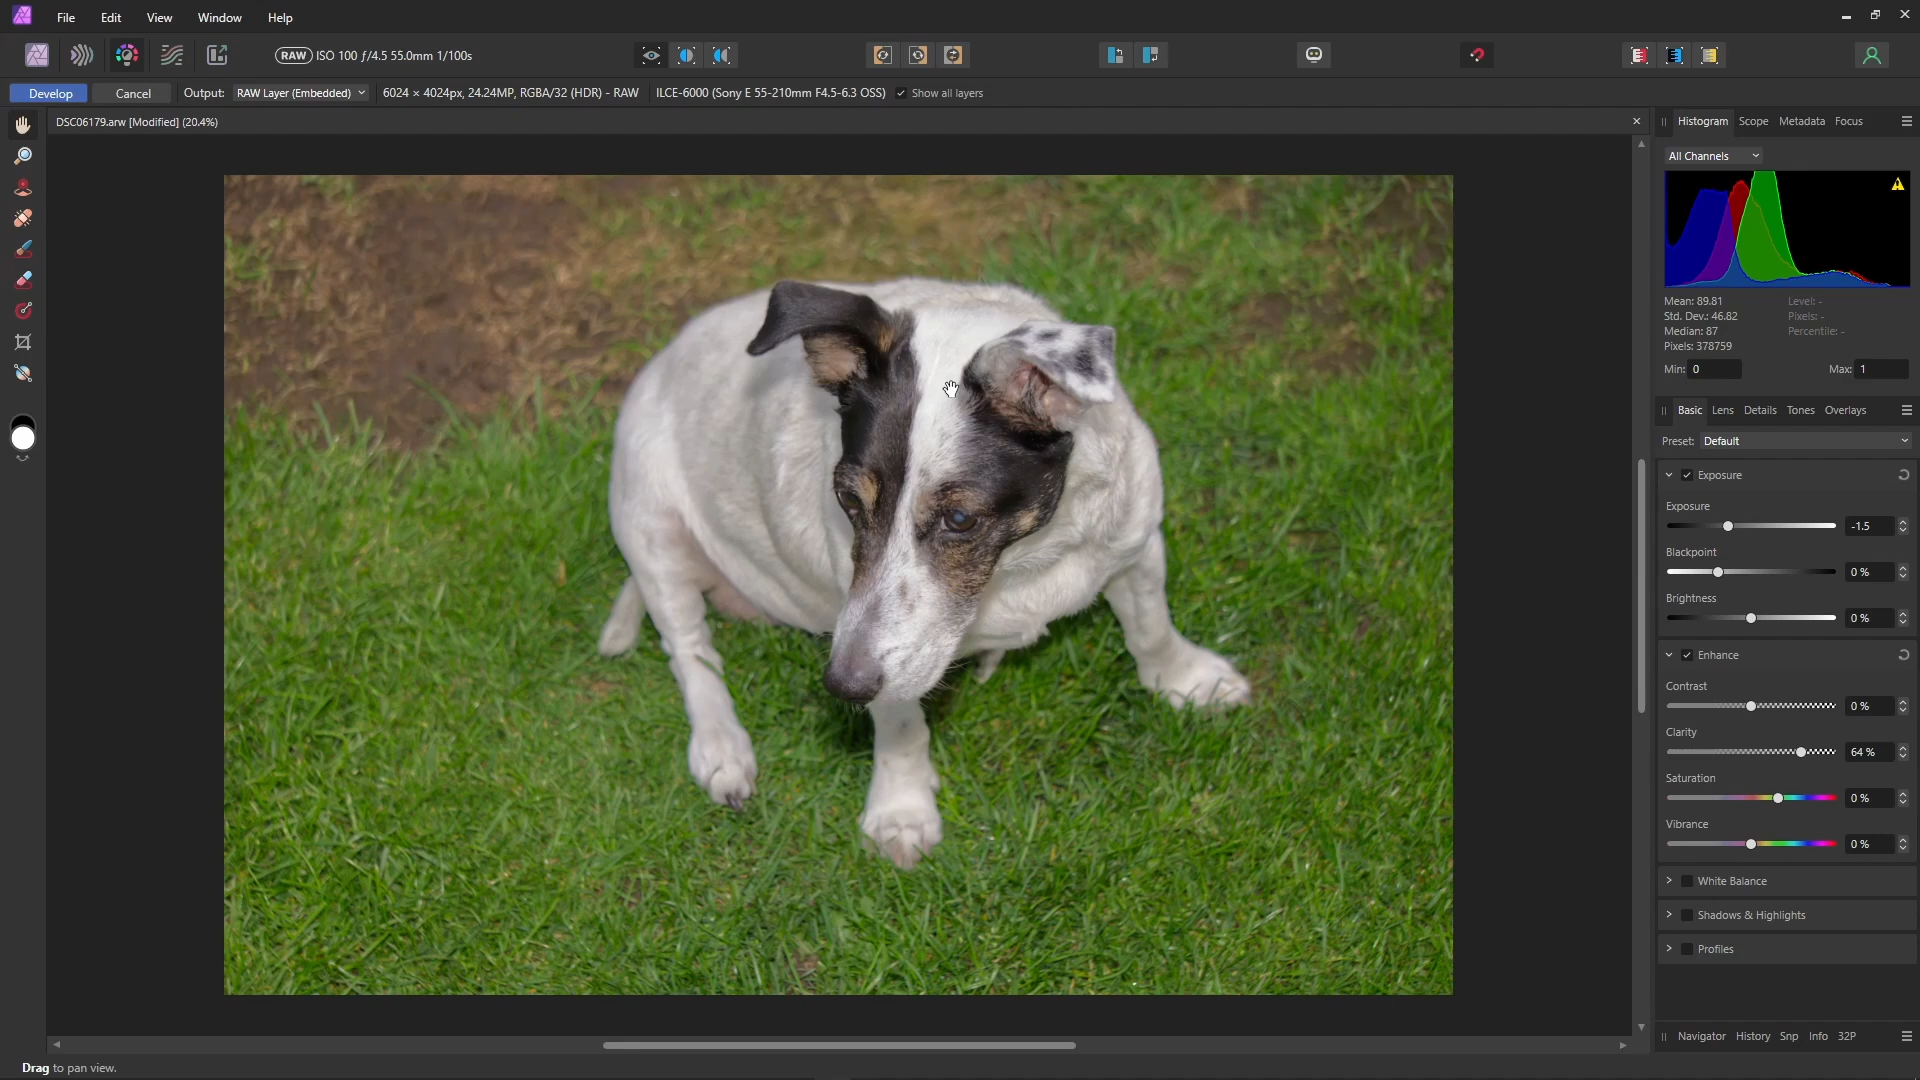 File Edit View Window Help
RAW ISO 100 ƒ/4.5 55.0mm 1/100s
Develop Cancel Output: RAW Layer (Embedded) 6024 × 4024px, 24.24MP, RGBA/32 (HDR) - RAW ILCE-6000 (Sony E 55-210mm F4.5-6.3 OSS) Show all layers
DSC06179.arw [Modified] (20.4%)
Histogram Scope Metadata Focus
All Channels
Mean: 89.81 Level: -
Std. Dev.: 46.82 Pixels: -
Median: 87 Percentile: -
Pixels: 378759
Min: 0 Max: 1
Basic Lens Details Tones Overlays
Preset: Default
Exposure
Exposure
-1.5
Blackpoint
0 %
Brightness
0 %
Enhance
Contrast
0 %
Clarity
64 %
Saturation
0 %
Vibrance
0 %
White Balance
Shadows & Highlights
Profiles
Navigator History Snp Info 32P
Drag to pan view.